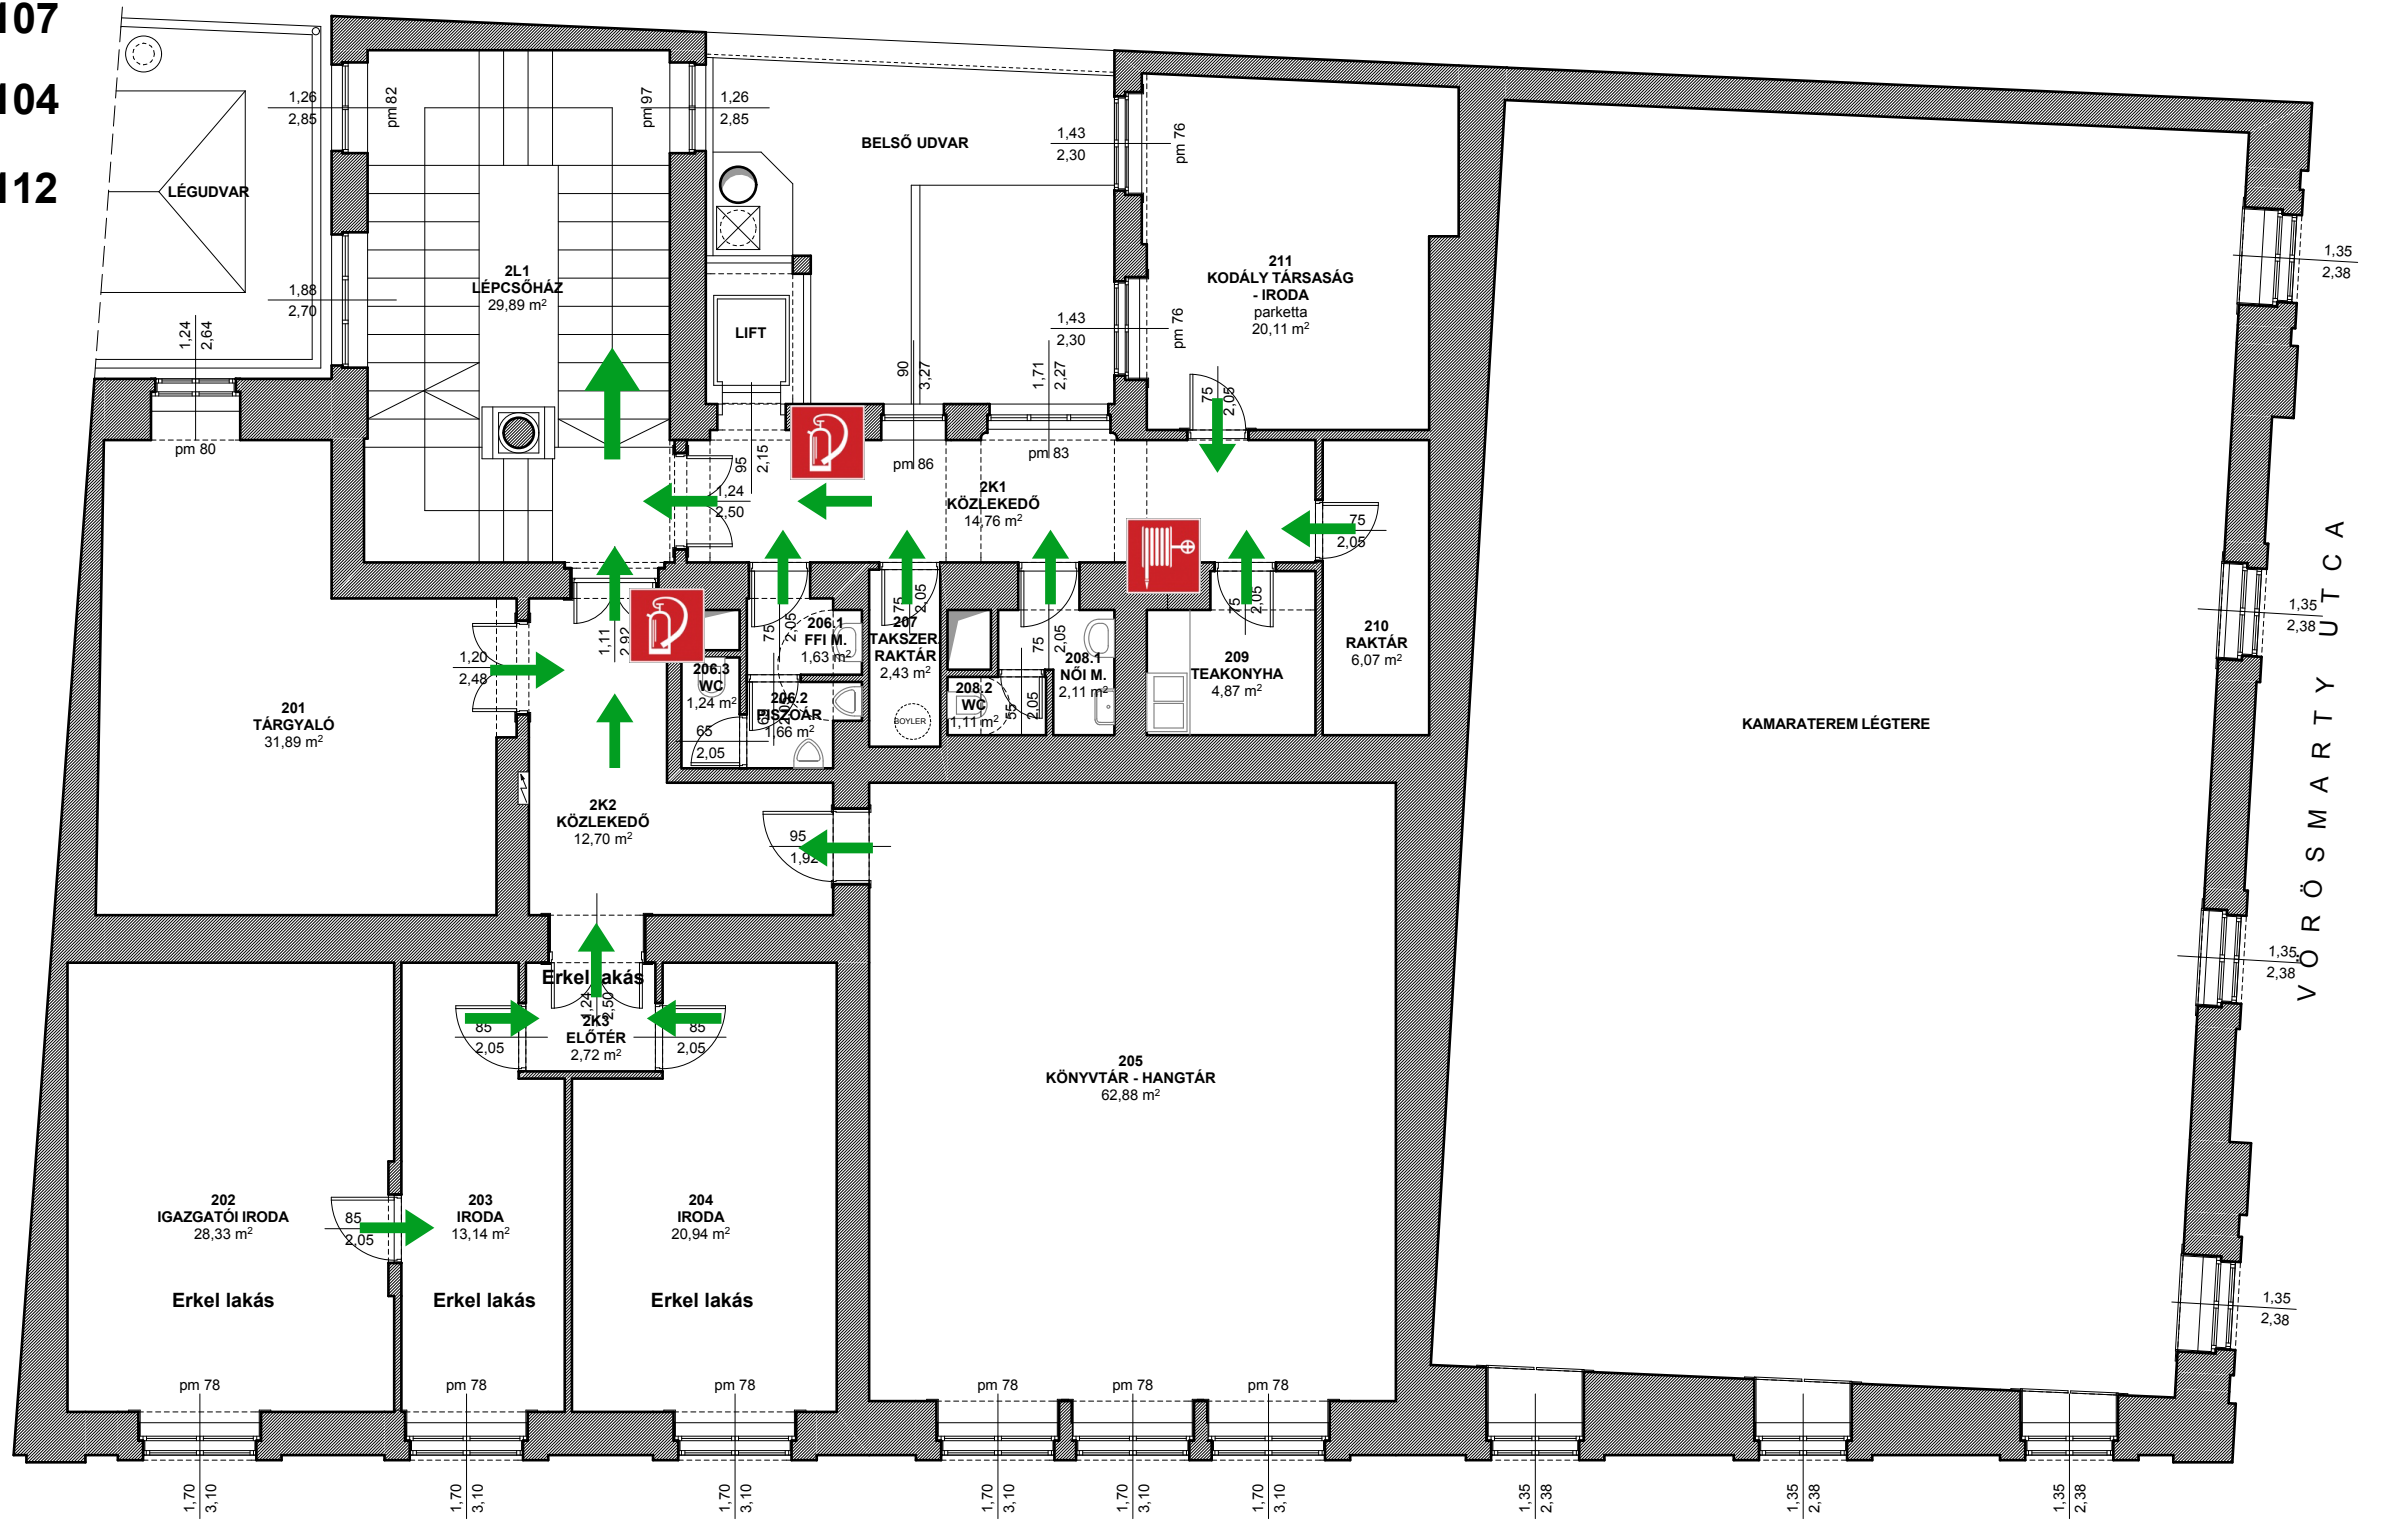 107
104
112
LÉGUDVAR
1,26
2,85
pm 82
pm 97
1,26
2,85
BELSŐ UDVAR
1,43
2,30
pm 76
1,88
2,70
1,24
2,64
2L1
LÉPCSŐHÁZ
29,89 m²
LIFT
1,43
2,30
pm 76
211
KODÁLY TÁRSASÁG
- IRODA
parketta
20,11 m²
1,35
2,38
90
3,27
1,71
2,27
75
2,05
pm 80
95
2,15
pm 86
pm 83
1,24
2,50
2K1
KÖZLEKEDŐ
14,76 m²
75
2,05
VÖRÖSMARTY UTCA
1,35
2,38
1,11
2,92
1,20
2,48
75
2,05
206.1
FFI M.
1,63 m²
75
2,05
207
TAKSZER.
RAKTÁR
2,43 m²
BOYLER
75
2,05
208.1
NŐI M.
2,11 m²
75
2,05
209
TEAKONYHA
4,87 m²
210
RAKTÁR
6,07 m²
206.3
WC
1,24 m²
206.2
PISZOÁR
1,66 m²
65
2,05
208.2
WC
1,11 m²
55
2,05
201
TÁRGYALÓ
31,89 m²
KAMARATEREM LÉGTERE
2K2
KÖZLEKEDŐ
12,70 m²
95
1,92
1,35
2,38
Erkel lakás
1,24
2,50
85
2,05
2K3
ELŐTÉR
2,72 m²
85
2,05
205
KÖNYVTÁR - HANGTÁR
62,88 m²
202
IGAZGATÓI IRODA
28,33 m²
85
2,05
203
IRODA
13,14 m²
204
IRODA
20,94 m²
Erkel lakás
Erkel lakás
Erkel lakás
1,35
2,38
pm 78
pm 78
pm 78
pm 78
pm 78
pm 78
1,70
3,10
1,70
3,10
1,70
3,10
1,70
3,10
1,70
3,10
1,70
3,10
1,35
2,38
1,35
2,38
1,35
2,38